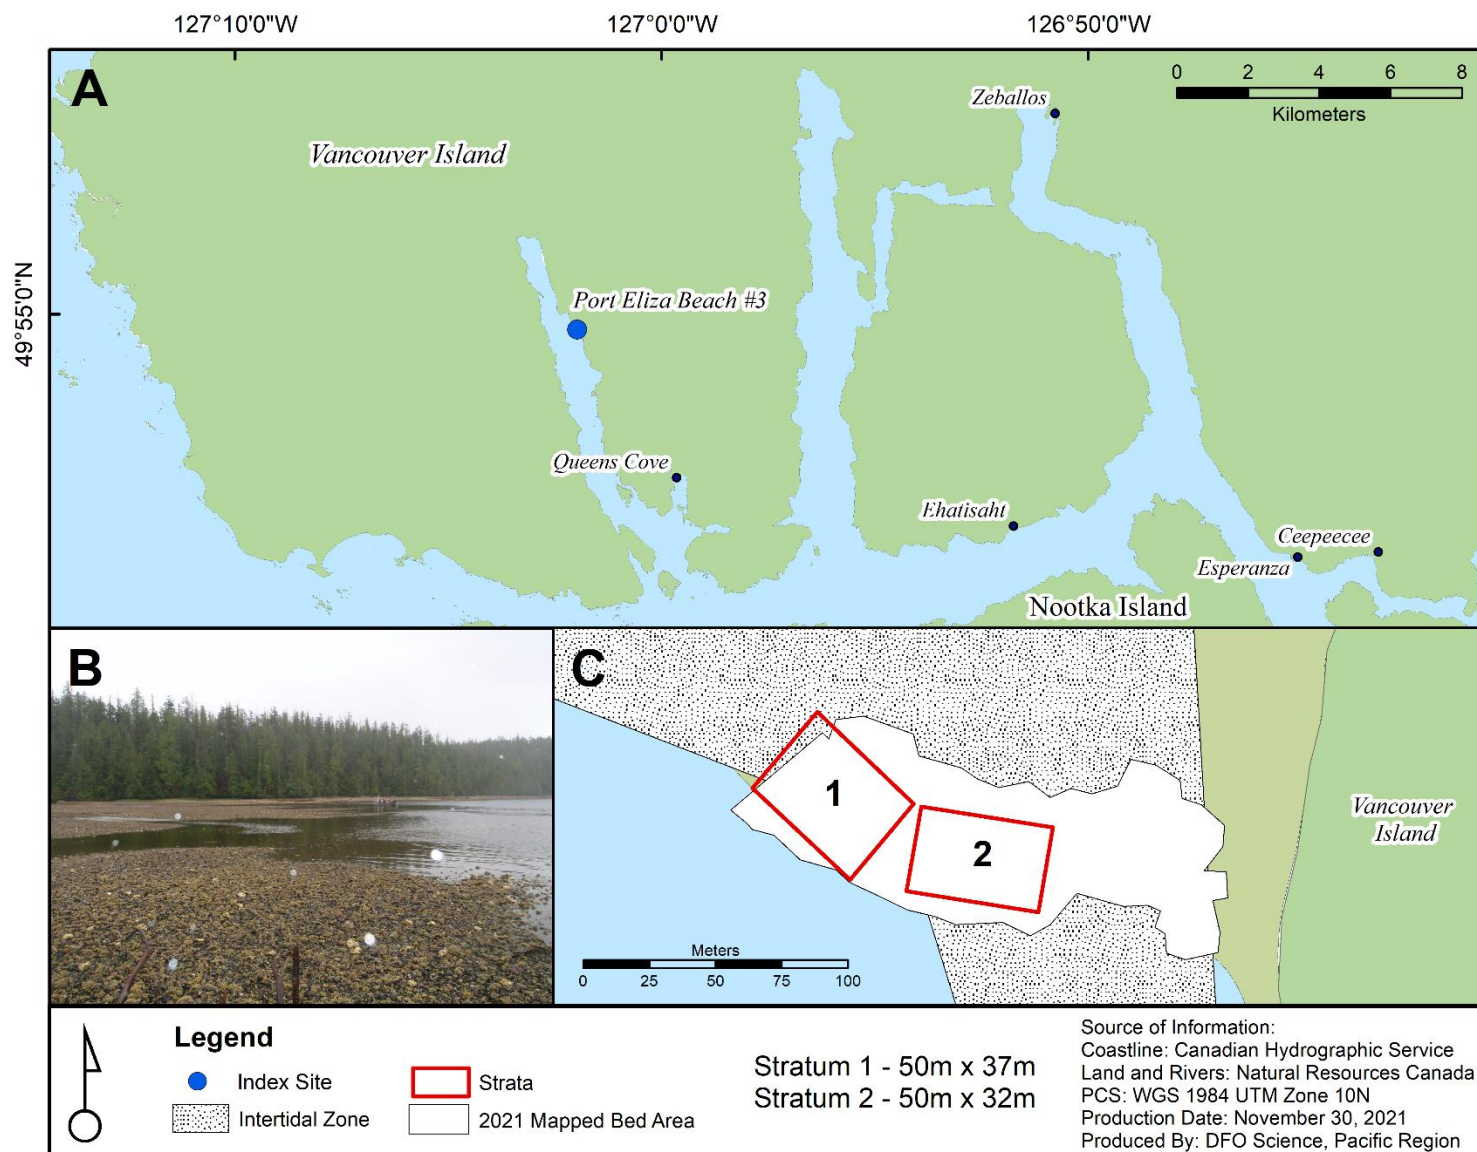 127°10'0"W
127°0'0"W
126°50'0"W
A
0 2 4 6 8
Kilometers
Zeballos
Vancouver Island
49°55'0"N
Port Eliza Beach #3
Queens Cove
Ehatisaht
Ceepeecee
Esperanza
Nootka Island
B
C
1
2
Vancouver
Island
Meters
0 25 50 75 100
Legend
Index Site
Strata
Intertidal Zone
2021 Mapped Bed Area
Stratum 1 - 50m x 37m
Stratum 2 - 50m x 32m
Source of Information:
Coastline: Canadian Hydrographic Service
Land and Rivers: Natural Resources Canada
PCS: WGS 1984 UTM Zone 10N
Production Date: November 30, 2021
Produced By: DFO Science, Pacific Region